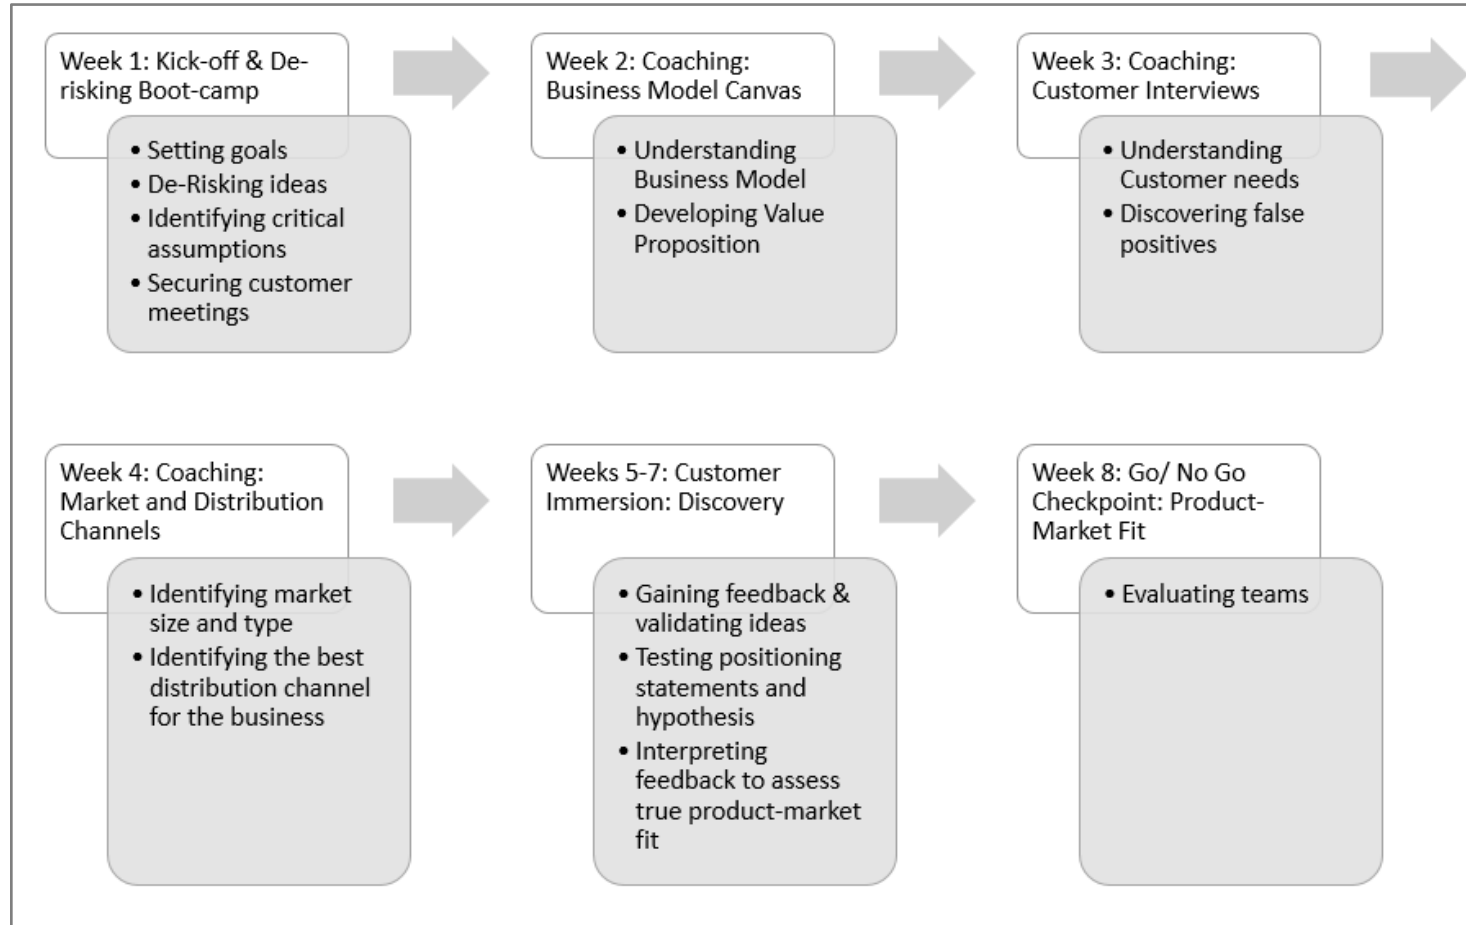 Week 1: Kick-off & De-
risking Boot-camp
• Setting goals
• De-Risking ideas
• Identifying critical
assumptions
• Securing customer
meetings
Week 2: Coaching:
Business Model Canvas
• Understanding
Business Model
• Developing Value
Proposition
Week 3: Coaching:
Customer Interviews
• Understanding
Customer needs
• Discovering false
positives
Week 4: Coaching:
Market and Distribution
Channels
• Identifying market
size and type
• Identifying the best
distribution channel
for the business
Weeks 5-7: Customer
Immersion: Discovery
• Gaining feedback &
validating ideas
• Testing positioning
statements and
hypothesis
• Interpreting
feedback to assess
true product-market
fit
Week 8: Go/ No Go
Checkpoint: Product-
Market Fit
• Evaluating teams